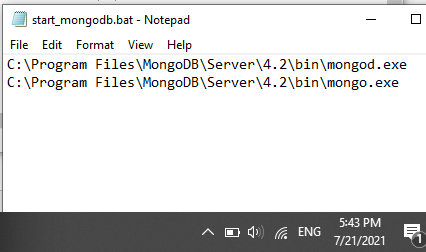 start_mongodb.bat - Notepad
File Edit Format View Help
C:\Program Files\MongoDB\Server\4.2\bin\mongod.exe
C:\Program Files\MongoDB\Server\4.2\bin\mongo.exe
5:43 PM
ENG
7/21/2021
1